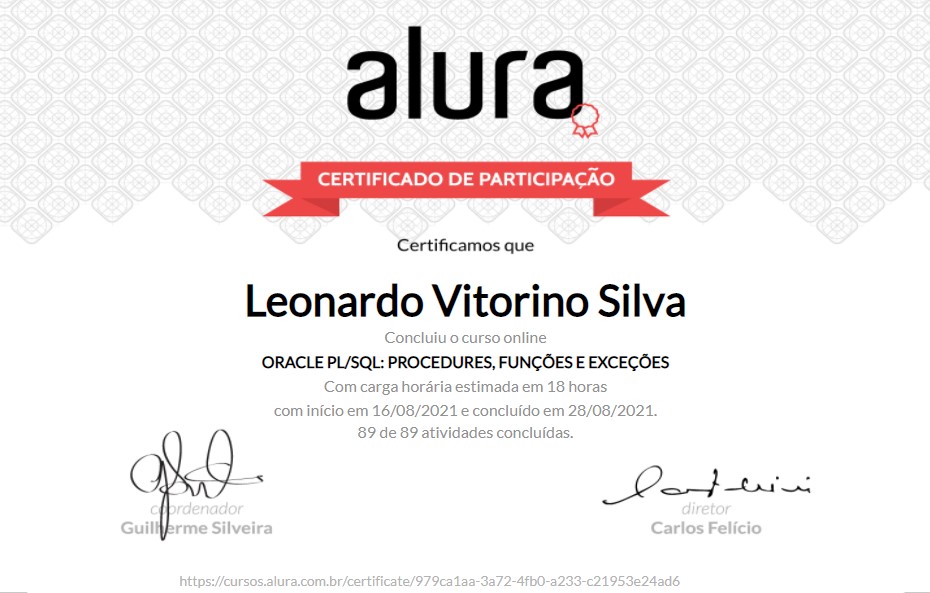 alura
CERTIFICADO DE PARTICIPAÇÃO
Certificamos que
Leonardo Vitorino Silva
Concluiu o curso online
ORACLE PL/SQL: PROCEDURES, FUNÇÕES E EXCEÇÕES
Com carga horária estimada em 18 horas
com início em 16/08/2021 e concluído em 28/08/2021.
89 de 89 atividades concluídas.
coordenador
Guilherme Silveira
diretor
Carlos Felício
https://cursos.alura.com.br/certificate/979ca1aa-3a72-4fb0-a233-c21953e24ad6